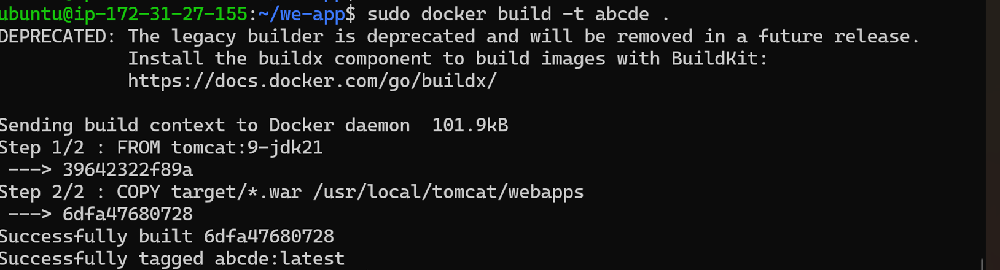 ubuntu@ip-172-31-27-155:~/we-app$ sudo docker build -t abcde .
DEPRECATED: The legacy builder is deprecated and will be removed in a future release.
            Install the buildx component to build images with BuildKit:
            https://docs.docker.com/go/buildx/

Sending build context to Docker daemon  101.9kB
Step 1/2 : FROM tomcat:9-jdk21
 ---> 39642322f89a
Step 2/2 : COPY target/*.war /usr/local/tomcat/webapps
 ---> 6dfa47680728
Successfully built 6dfa47680728
Successfully tagged abcde:latest